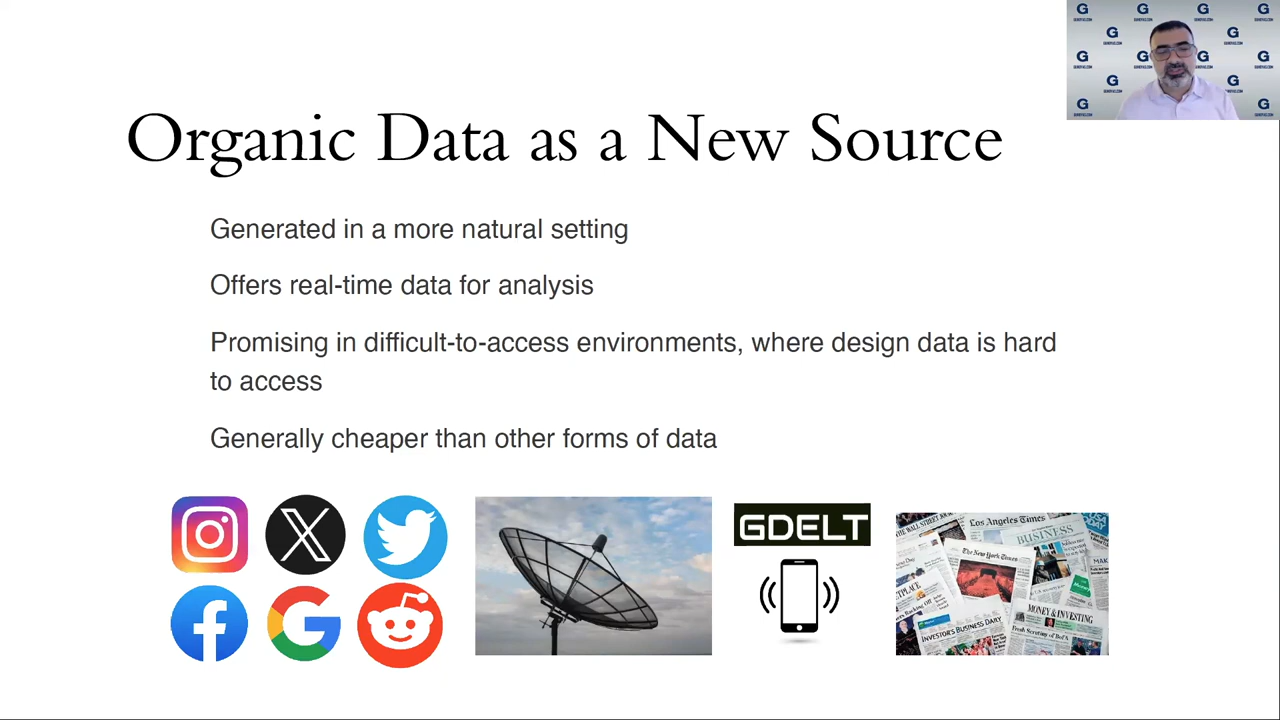 Organic Data as a New Source
Generated in a more natural setting
Offers real-time data for analysis
Promising in difficult-to-access environments, where design data is hard
to access
Generally cheaper than other forms of data
GDELT
Los Angeles Times
BUSINESS
The New York Times
MONEY & INVESTING
INVESTOR'S BUSINESS DAILY